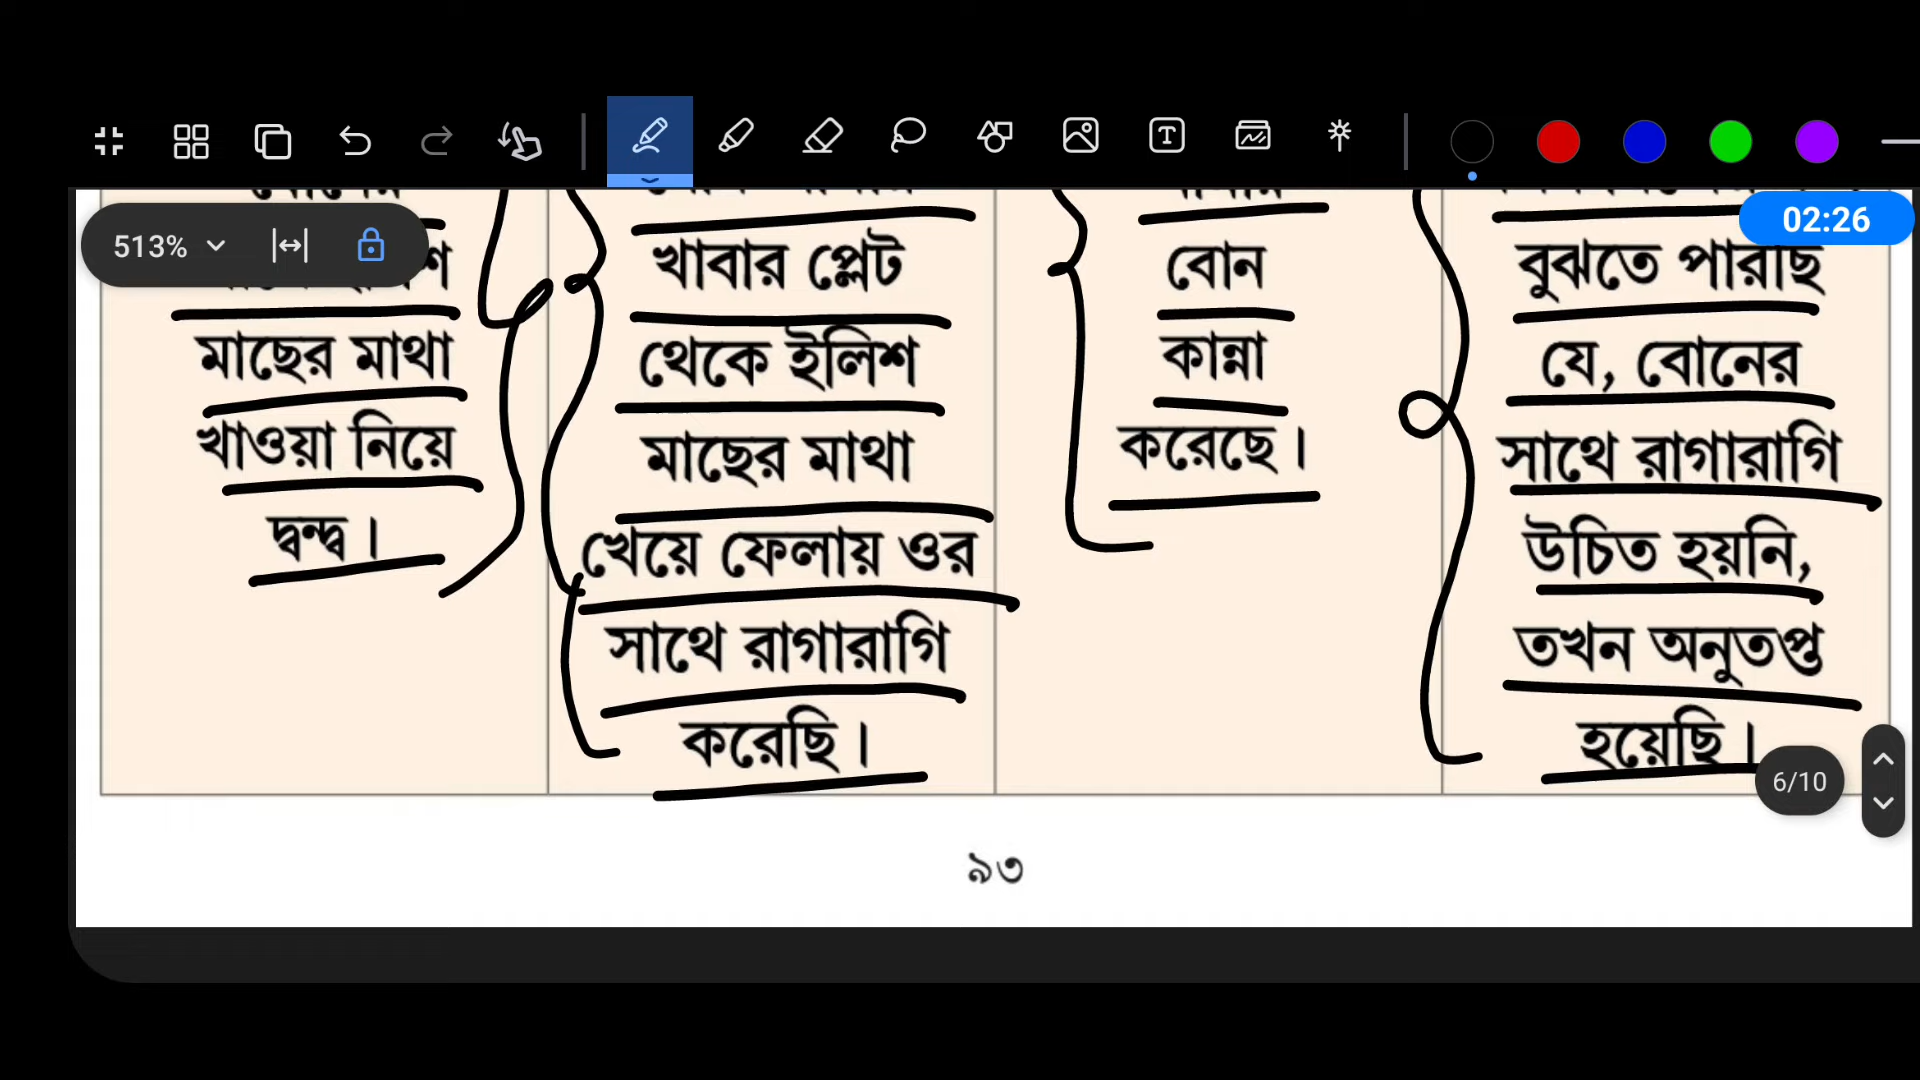 513%
02:26
মাছের মাথা
খাওয়া নিয়ে
দ্বন্দ্ব।
খাবার প্লেট
থেকে ইলিশ
মাছের মাথা
খেয়ে ফেলায় ওর
সাথে রাগারাগি
করেছি।
বোন
কান্না
করেছে।
বুঝতে পারছি
যে, বোনের
সাথে রাগারাগি
উচিত হয়নি,
তখন অনুতপ্ত
হয়েছি।
6/10
৯৩